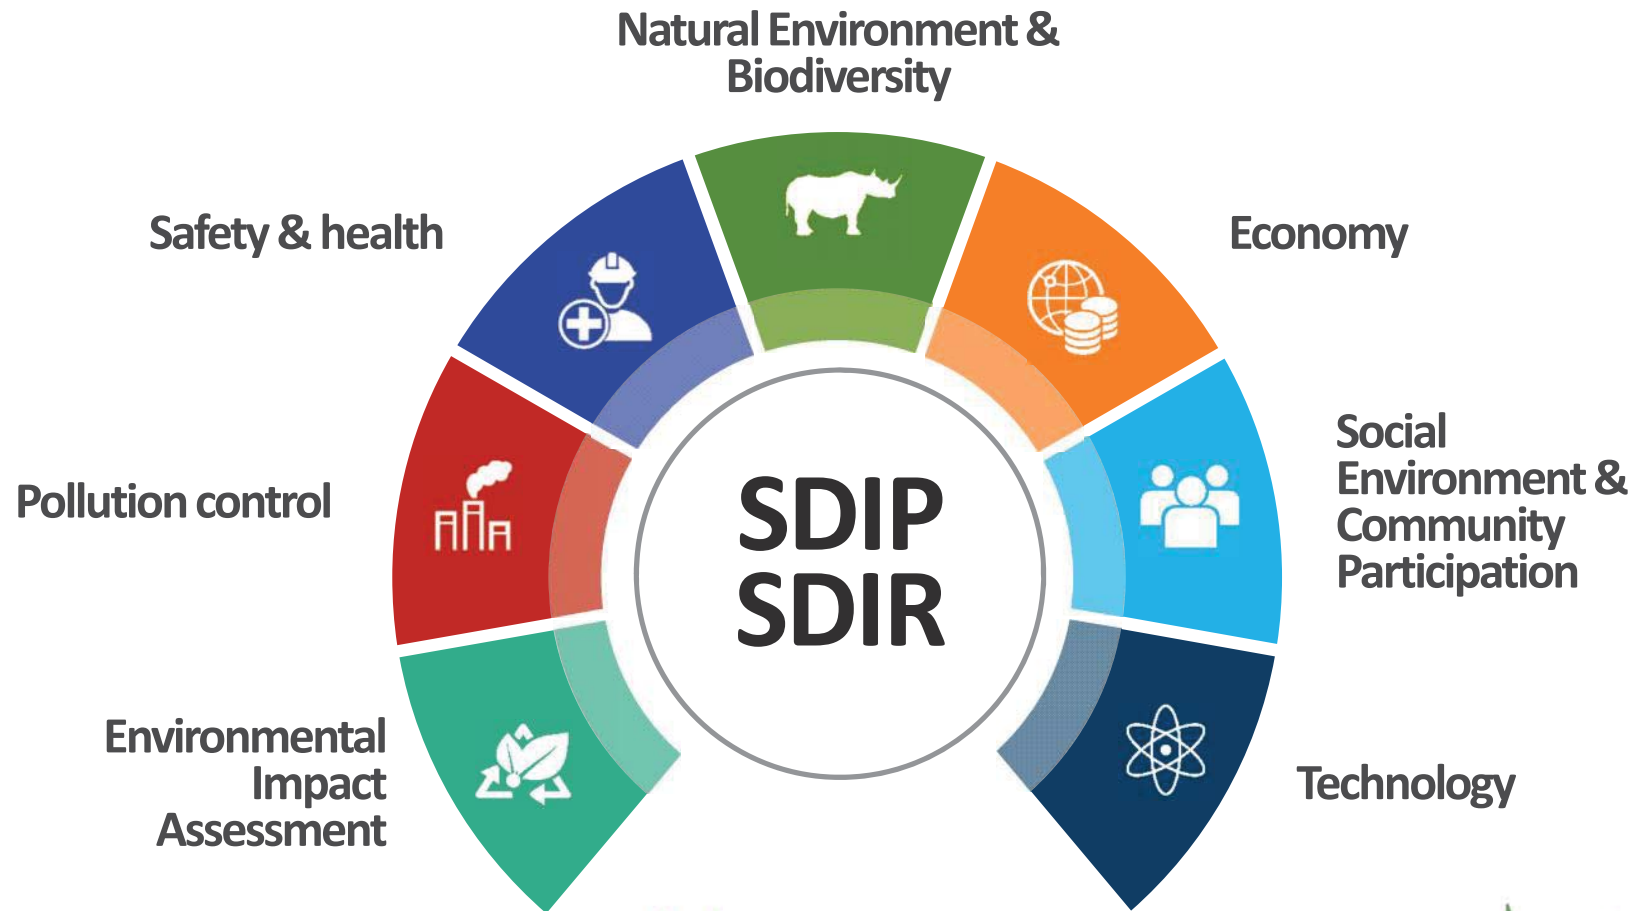 Natural Environment &
Biodiversity
Safety & health
Economy
Social
Environment &
Community
Participation
Pollution control
SDIP
SDIR
Environmental
Impact
Assessment
Technology